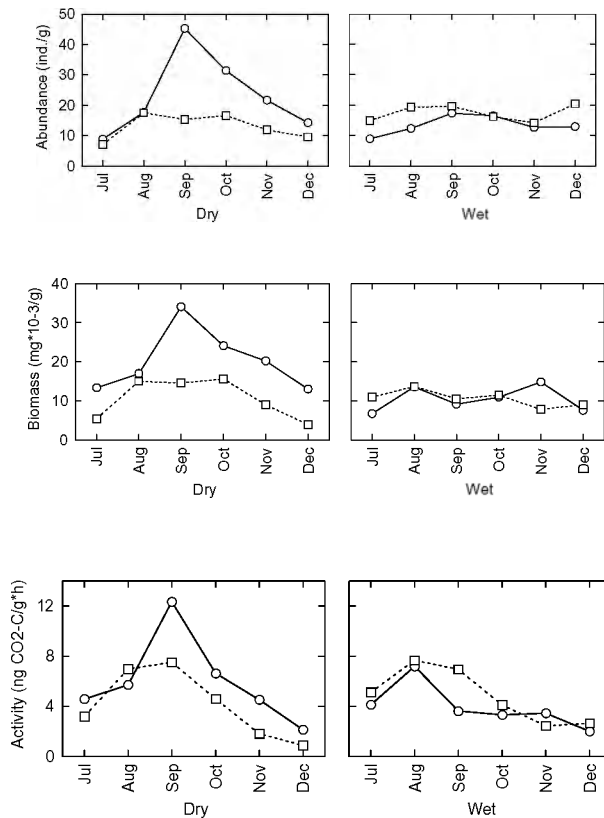 50
40
30
20
10
0
Abundance (ind./g)
Jul Aug Sep Oct Nov Dec
Jul Aug Sep Oct Nov Dec
Dry
Wet
40
30
20
10
0
Biomass (mg*10-3/g)
Jul Aug Sep Oct Nov Dec
Jul Aug Sep Oct Nov Dec
Dry
Wet
12
8
4
0
Activity (ng CO2-C/g*h)
Jul Aug Sep Oct Nov Dec
Jul Aug Sep Oct Nov Dec
Dry
Wet